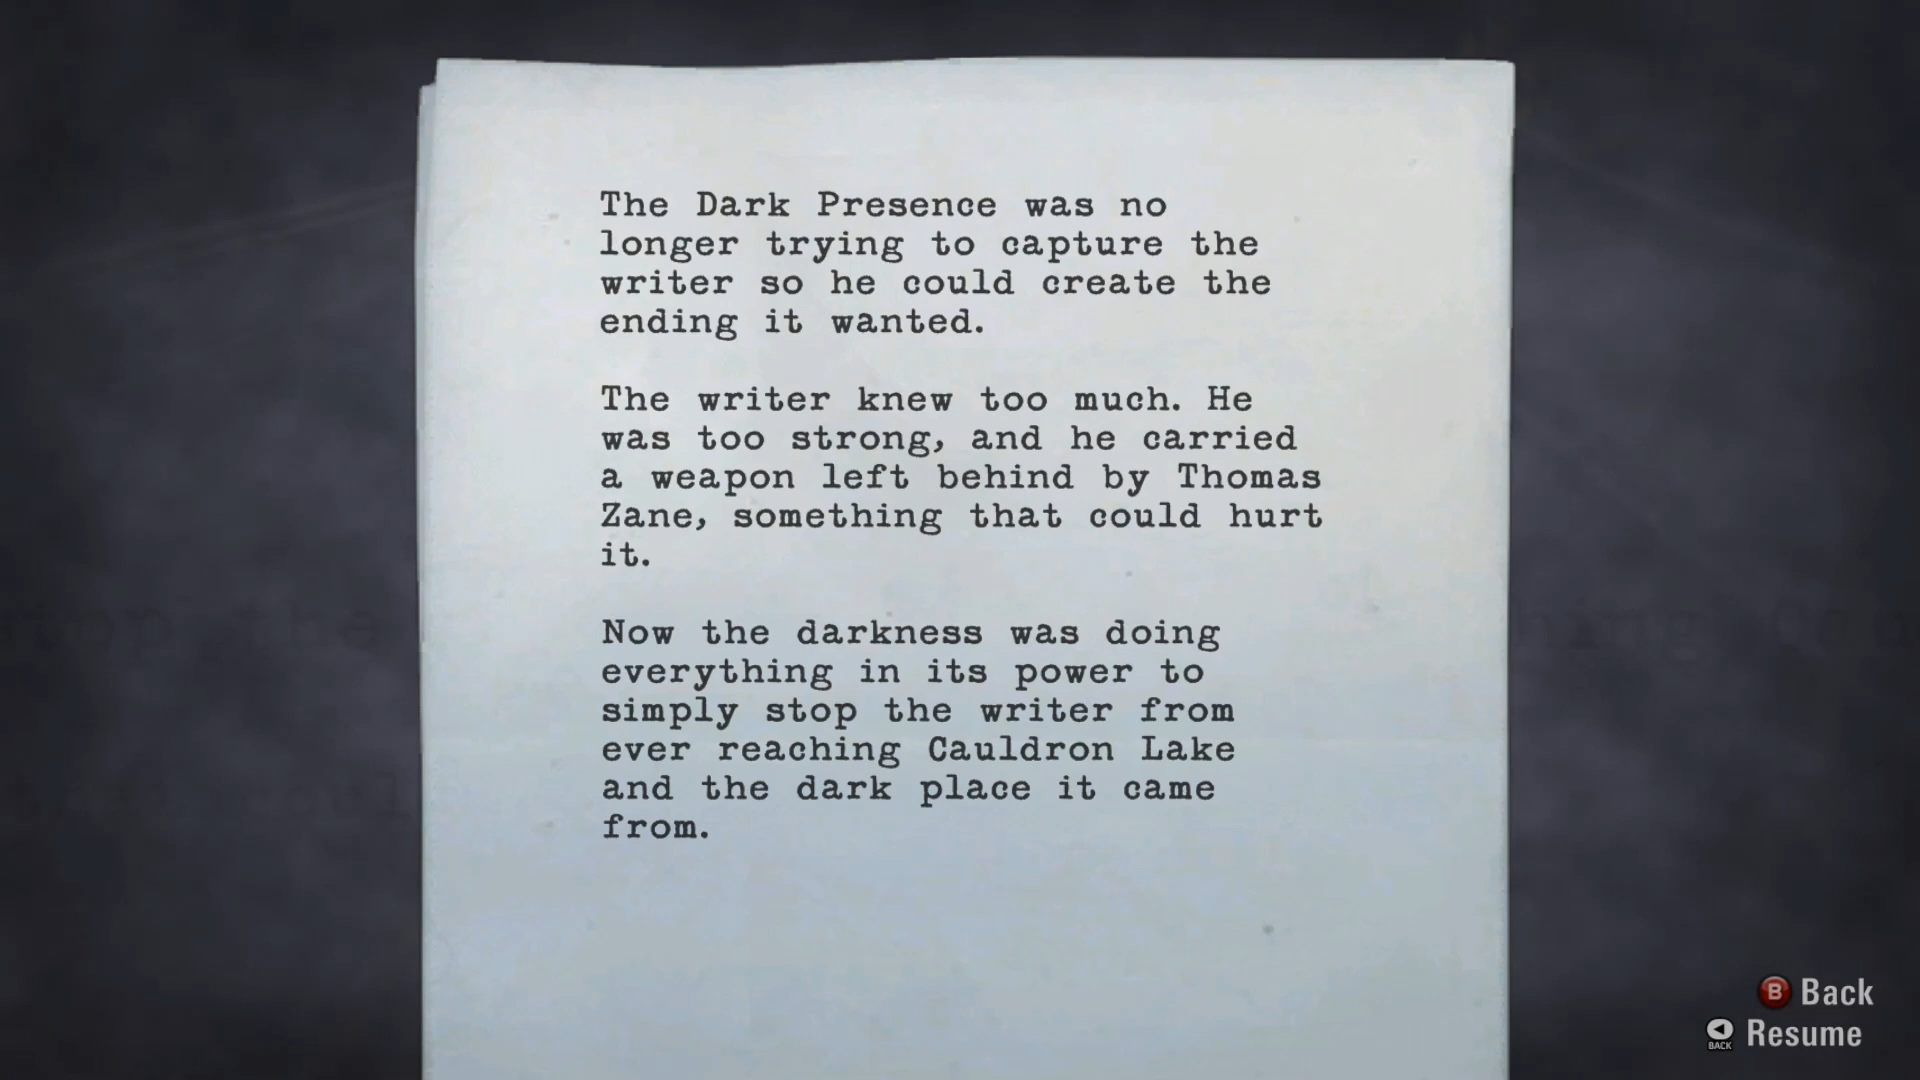 The Dark Presence was no
longer trying to capture the
writer so he could create the
ending it wanted.
The writer knew too much. He
was too strong, and he carried
a weapon left behind by Thomas
Zane, something that could hurt
it.
Now the darkness was doing
everything in its power to
simply stop the writer from
ever reaching Cauldron Lake
and the dark place it came
from.
B Back
BACK Resume